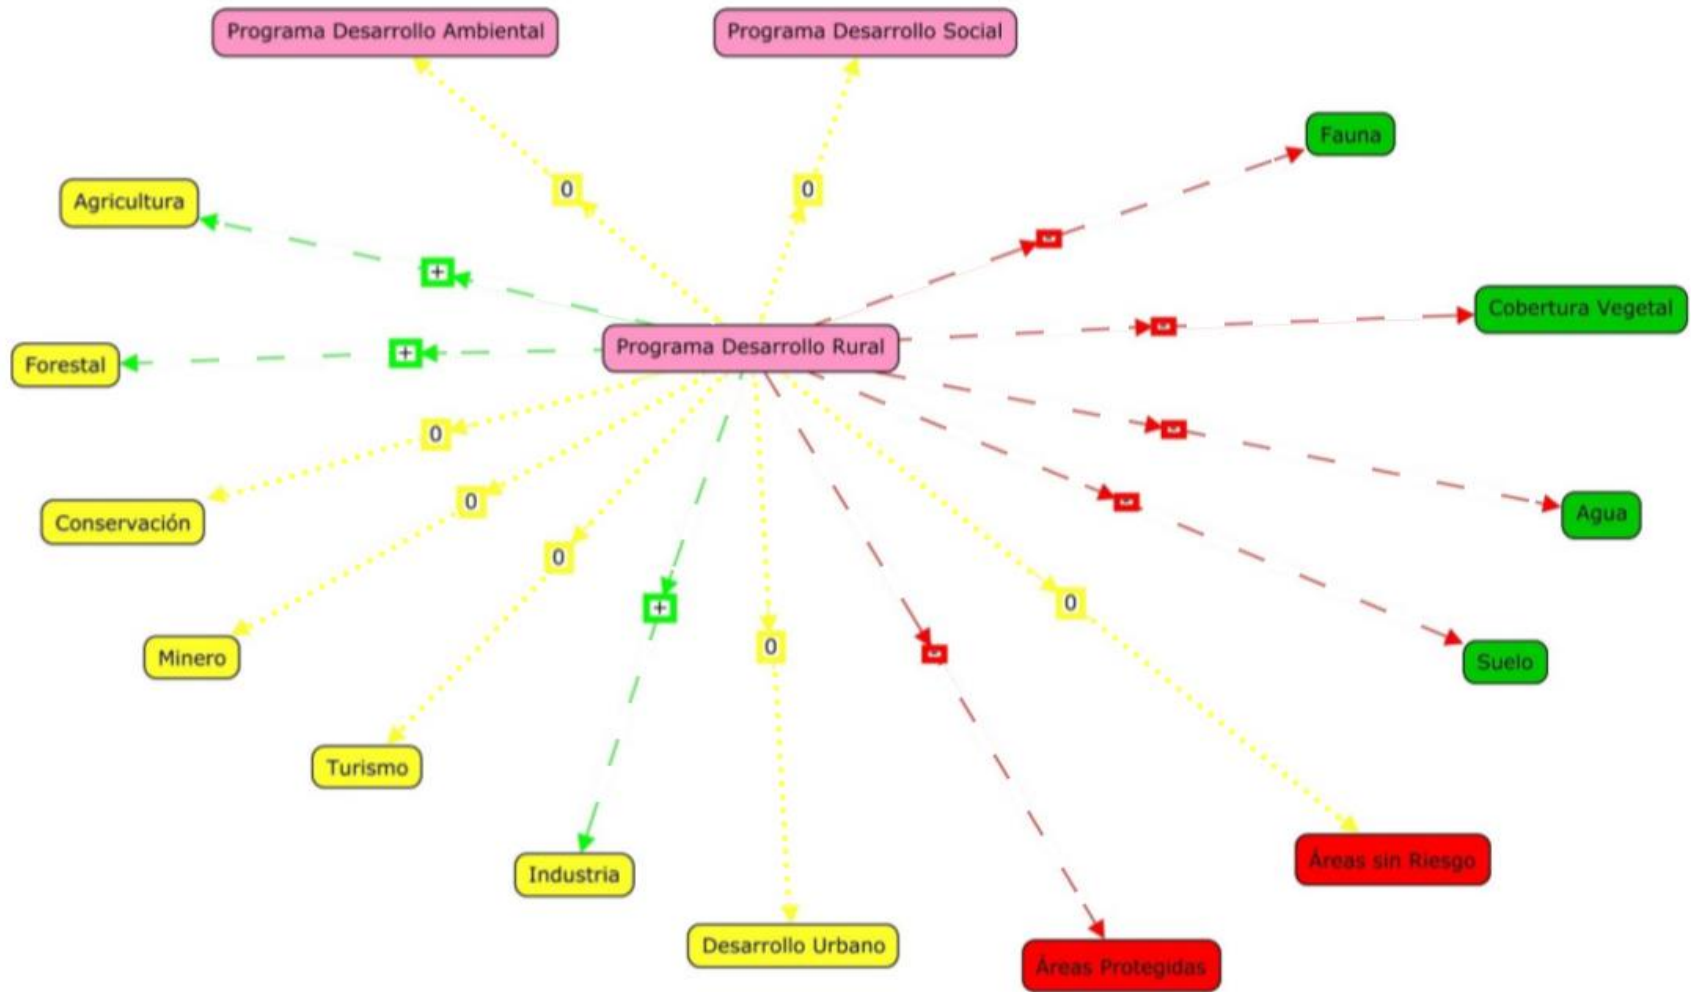 Programa Desarrollo Ambiental
Programa Desarrollo Social
Fauna
0
0
Agricultura
-
+
Cobertura Vegetal
-
Programa Desarrollo Rural
+
Forestal
-
0
0
-
Agua
Conservación
0
0
+
-
0
Minero
Suelo
Turismo
Áreas sin Riesgo
Industria
Desarrollo Urbano
Áreas Protegidas